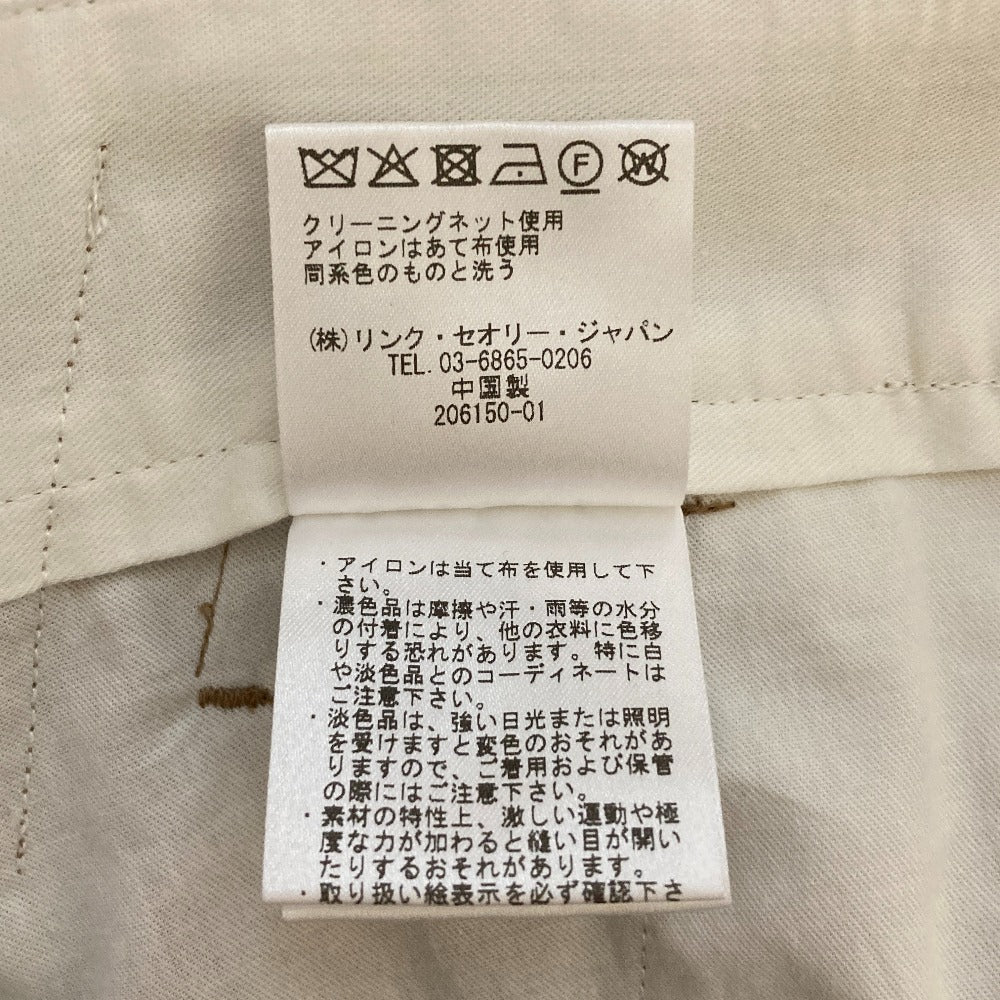 F W
クリーニングネット使用
アイロンはあて布使用
同系色のものと洗う
(株)リンク・セオリー・ジャパン
TEL. 03-6865-0206
中国製
206150-01
・アイロンは当て布を使用して下
さい。
・濃色品は摩擦や汗・雨等の水分
の付着により、他の衣料に色移
りする恐れがあります。特に白
や淡色品とのコーディネートは
ご注意下さい。
・淡色品は、強い日光または照明
を受けますと変色のおそれがあ
りますので、ご着用および保管
の際にはご注意下さい。
・素材の特性上、激しい運動や極
度な力が加わると縫い目が開い
たりするおそれがあります。
・取り扱い絵表示を必ず確認下さ